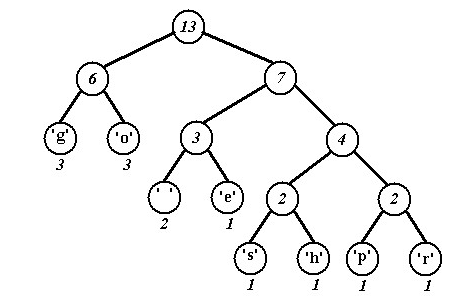 13
6 7
'g' 'o' 3 4
3 3
' ' 'e' 2 2
2 1
's' 'h' 'p' 'r'
1 1 1 1